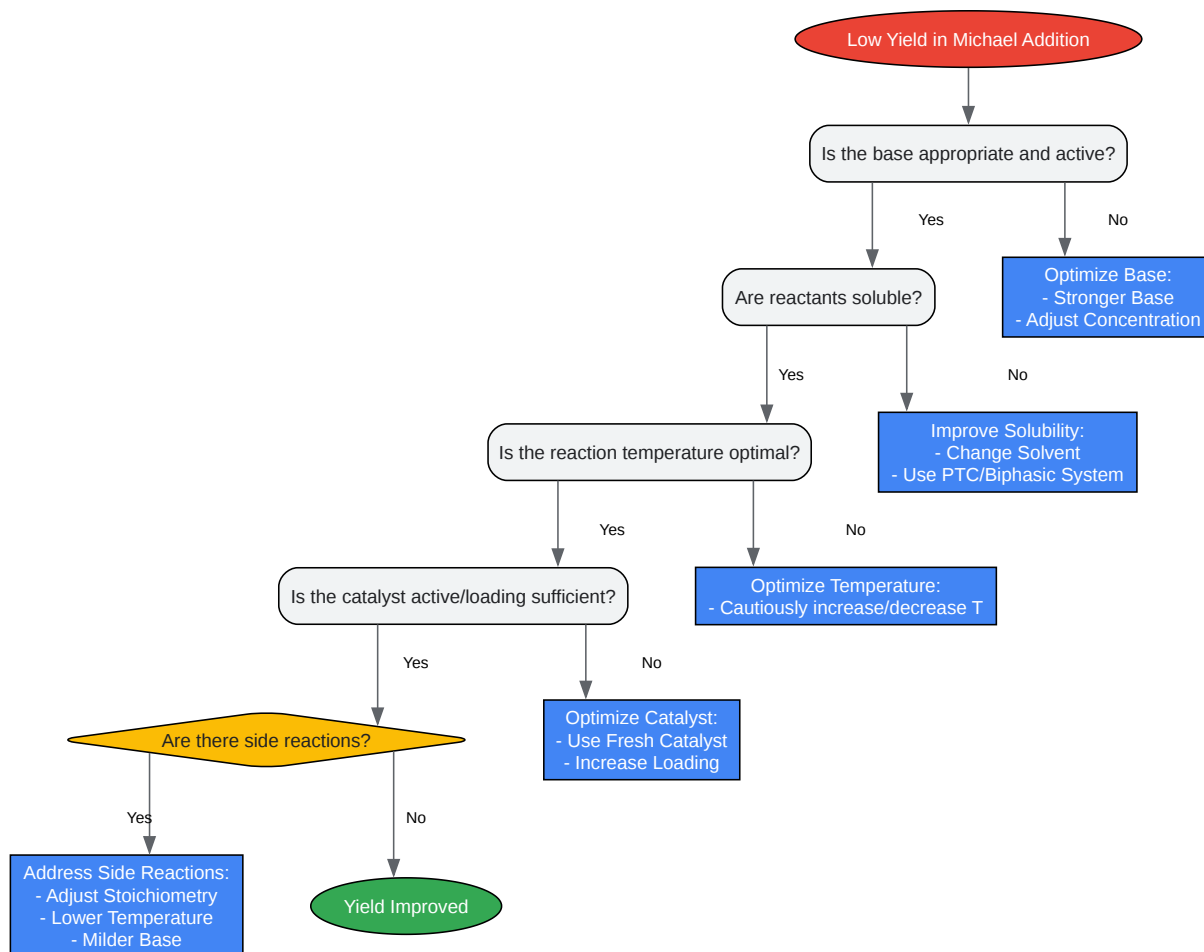 Low Yield in Michael Addition
Is the base appropriate and active?
Yes
No
Optimize Base:
- Stronger Base
- Adjust Concentration
Are reactants soluble?
Yes
No
Improve Solubility:
- Change Solvent
- Use PTC/Biphasic System
Is the reaction temperature optimal?
Yes
No
Optimize Temperature:
- Cautiously increase/decrease T
Is the catalyst active/loading sufficient?
Yes
No
Optimize Catalyst:
- Use Fresh Catalyst
- Increase Loading
Are there side reactions?
Yes
No
Address Side Reactions:
- Adjust Stoichiometry
- Lower Temperature
- Milder Base
Yield Improved